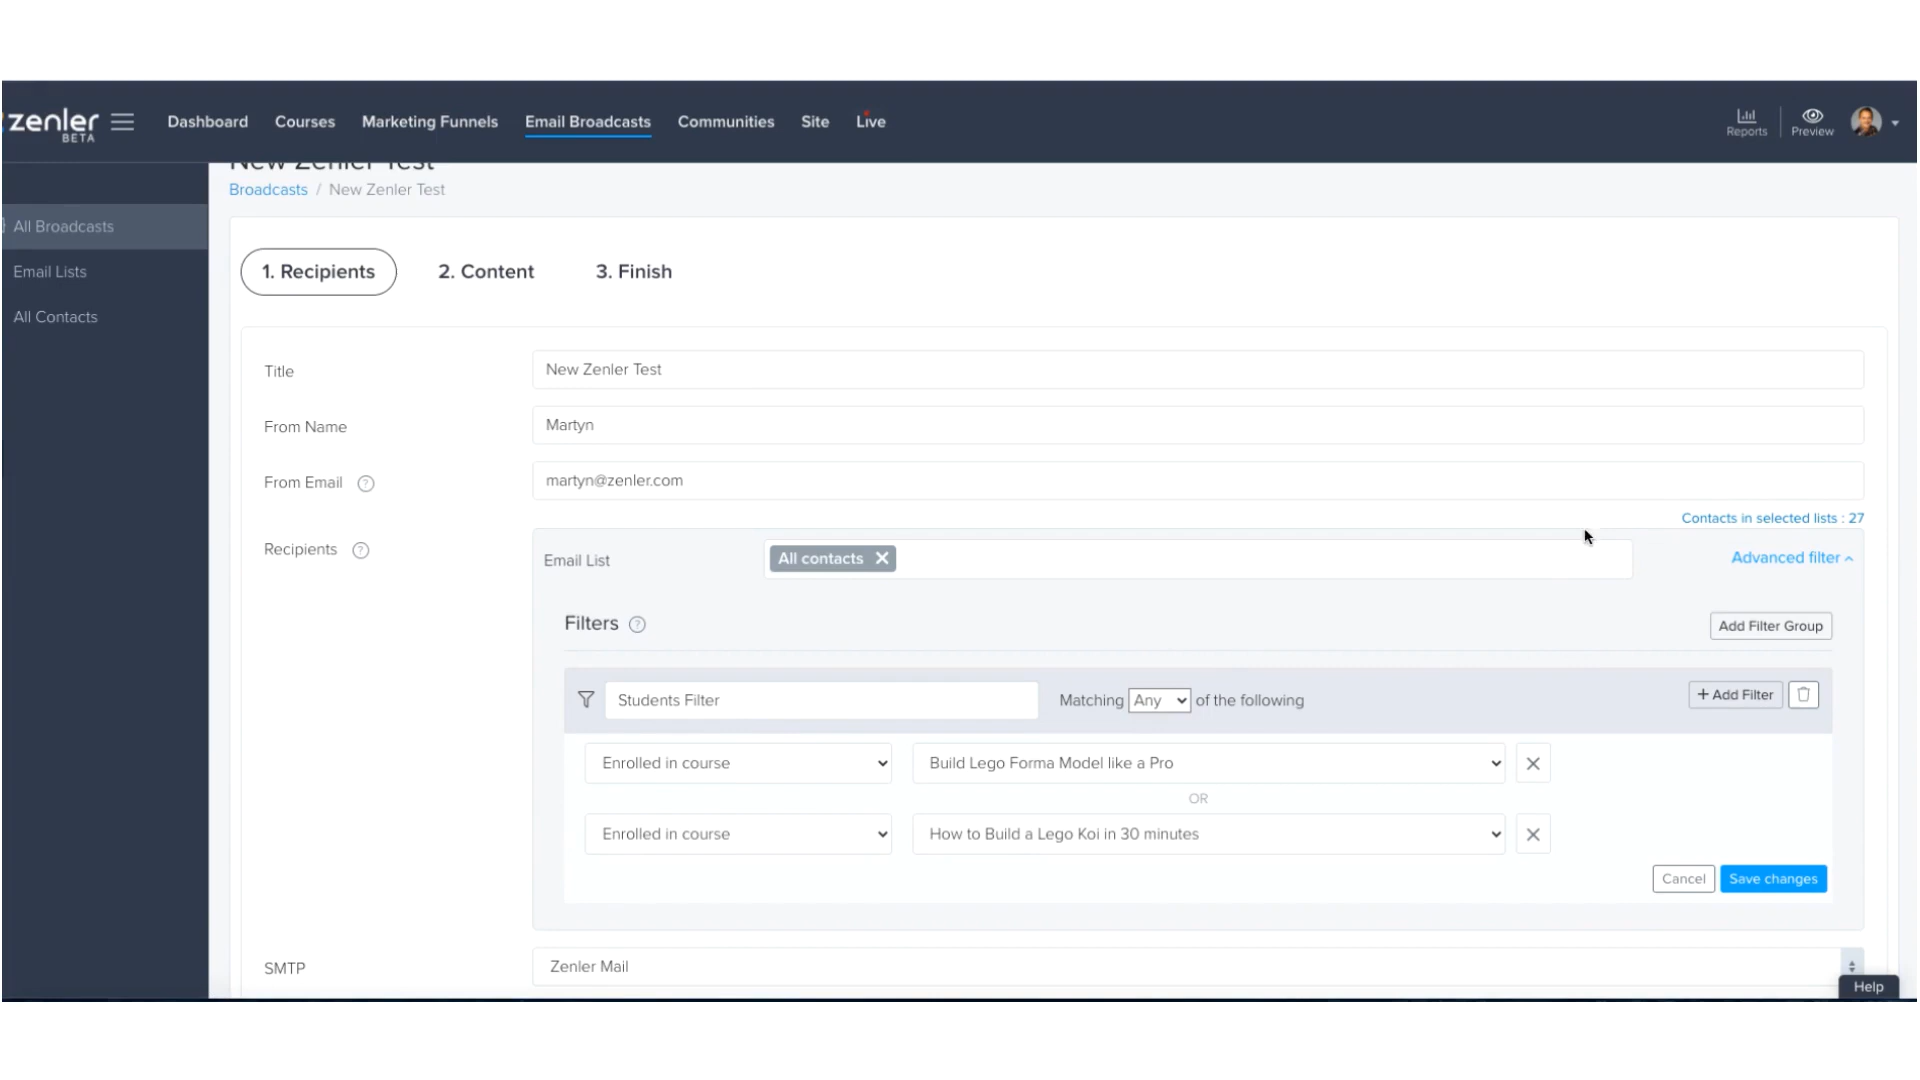 zenler
BETA
Dashboard Courses Marketing Funnels Email Broadcasts Communities Site Live
Reports Preview
New Zenler Test
Broadcasts / New Zenler Test
All Broadcasts
Email Lists
All Contacts
1. Recipients 2. Content 3. Finish
Title New Zenler Test
From Name Martyn
From Email ? martyn@zenler.com
Contacts in selected lists : 27
Recipients ? Email List All contacts Advanced filter
Filters ? Add Filter Group
Students Filter Matching Any of the following + Add Filter
Enrolled in course Build Lego Forma Model like a Pro
OR
Enrolled in course How to Build a Lego Koi in 30 minutes
Cancel Save changes
SMTP Zenler Mail
Help